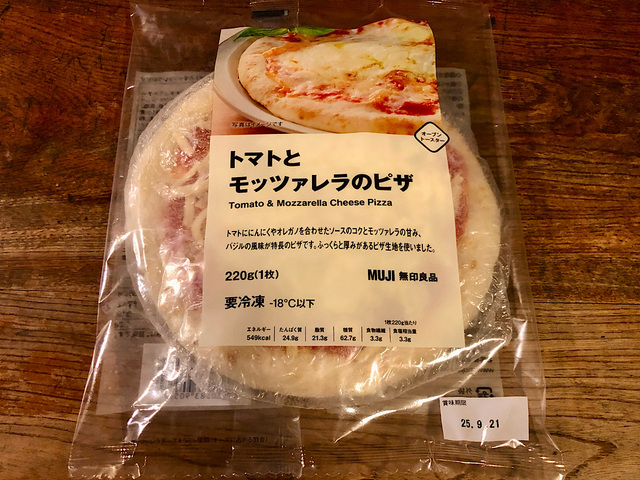 写真はイメージです
オーブン
トースター
トマトと
モッツァレラのピザ
Tomato & Mozzarella Cheese Pizza
トマトににんにくやオレガノを合わせたソースのコクとモッツァレラの甘み、
バジルの風味が特長のピザです。ふっくらと厚みがあるピザ生地を使いました。
220g(1枚)
MUJI 無印良品
要冷凍 -18℃以下
1枚220g当たり
エネルギー たんぱく質 脂質 糖質 食物繊維 食塩相当量
549kcal 24.9g 21.3g 62.7g 3.3g 3.3g
賞味期限
25. 9. 21